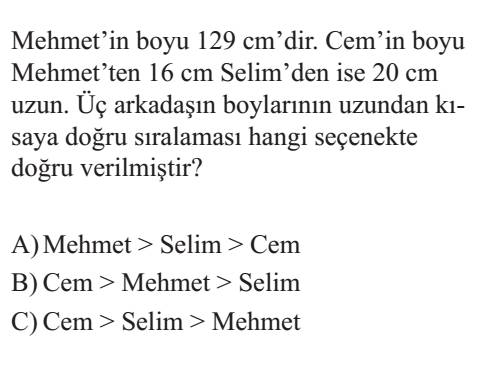 Mehmet’in boyu 129 cm’dir. Cem’in boyu
Mehmet’ten 16 cm Selim’den ise 20 cm
uzun. Üç arkadaşın boylarının uzundan kı-
saya doğru sıralaması hangi seçenekte
doğru verilmiştir?
A) Mehmet > Selim > Cem
B) Cem > Mehmet > Selim
C) Cem > Selim > Mehmet